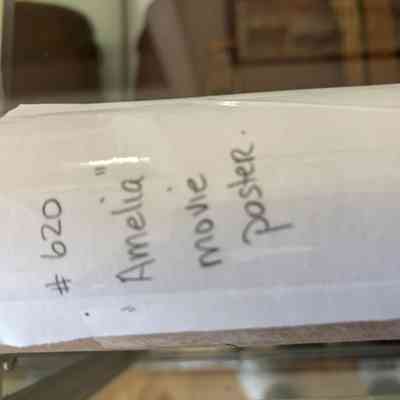 # 620
"Amelia"
movie
poster.